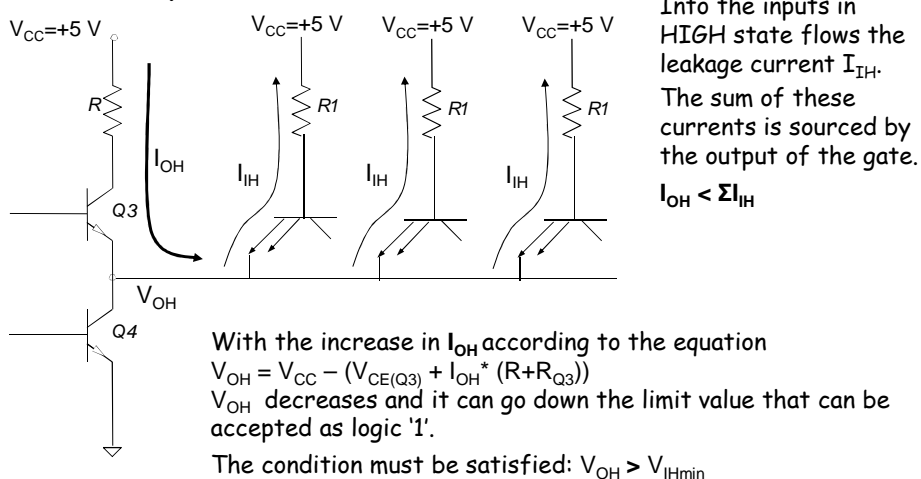 Into the inputs in
HIGH state flows the
leakage current I_IH.
The sum of these
currents is sourced by
the output of the gate.
I_OH < ΣI_IH
V_CC=+5 V
V_CC=+5 V
V_CC=+5 V
V_CC=+5 V
R
R1
R1
R1
I_OH
I_IH
I_IH
I_IH
Q3
V_OH
Q4
With the increase in I_OH according to the equation
V_OH = V_CC – (V_CE(Q3) + I_OH* (R+R_Q3))
V_OH decreases and it can go down the limit value that can be
accepted as logic ‘1’.
The condition must be satisfied: V_OH > V_IHmin